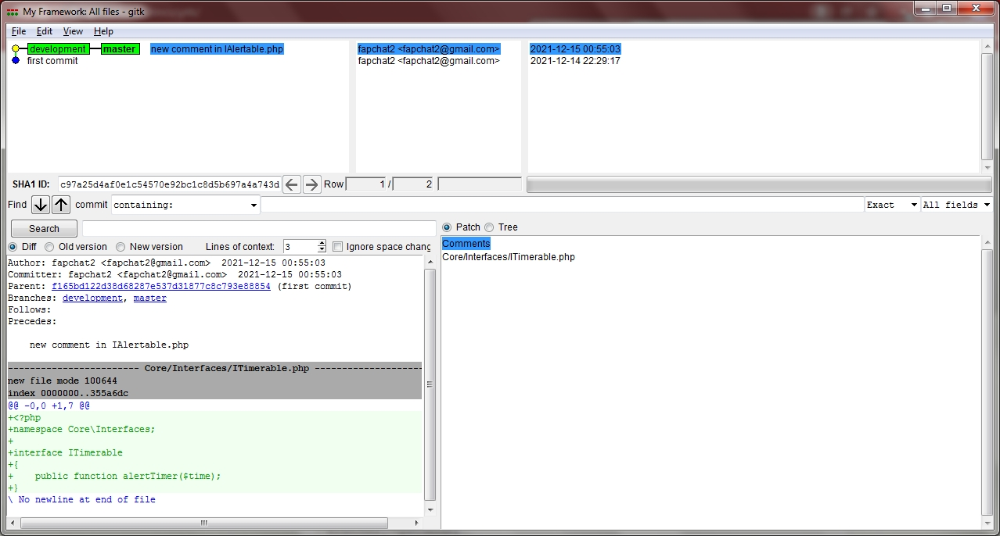 My Framework: All files - gitk
File Edit View Help
development master new comment in IAlertable.php fapchat2 <fapchat2@gmail.com> 2021-12-15 00:55:03
first commit fapchat2 <fapchat2@gmail.com> 2021-12-14 22:29:17
SHA1 ID: c97a25d4af0e1c54570e92bc1c8d5b697a4a743d Row 1 / 2
Find commit containing: Exact All fields
Search Patch Tree
Diff Old version New version Lines of context: 3 Ignore space chang
Comments
Core/Interfaces/ITimerable.php
Author: fapchat2 <fapchat2@gmail.com> 2021-12-15 00:55:03
Committer: fapchat2 <fapchat2@gmail.com> 2021-12-15 00:55:03
Parent: f165bd122d38d68287e537d31877c8c793e88854 (first commit)
Branches: development, master
Follows:
Precedes:
new comment in IAlertable.php
------------------------ Core/Interfaces/ITimerable.php --------------------
new file mode 100644
index 0000000..355a6dc
@@ -0,0 +1,7 @@
+<?php
+namespace Core\Interfaces;
+
+interface ITimerable
+{
+    public function alertTimer($time);
+}
\ No newline at end of file